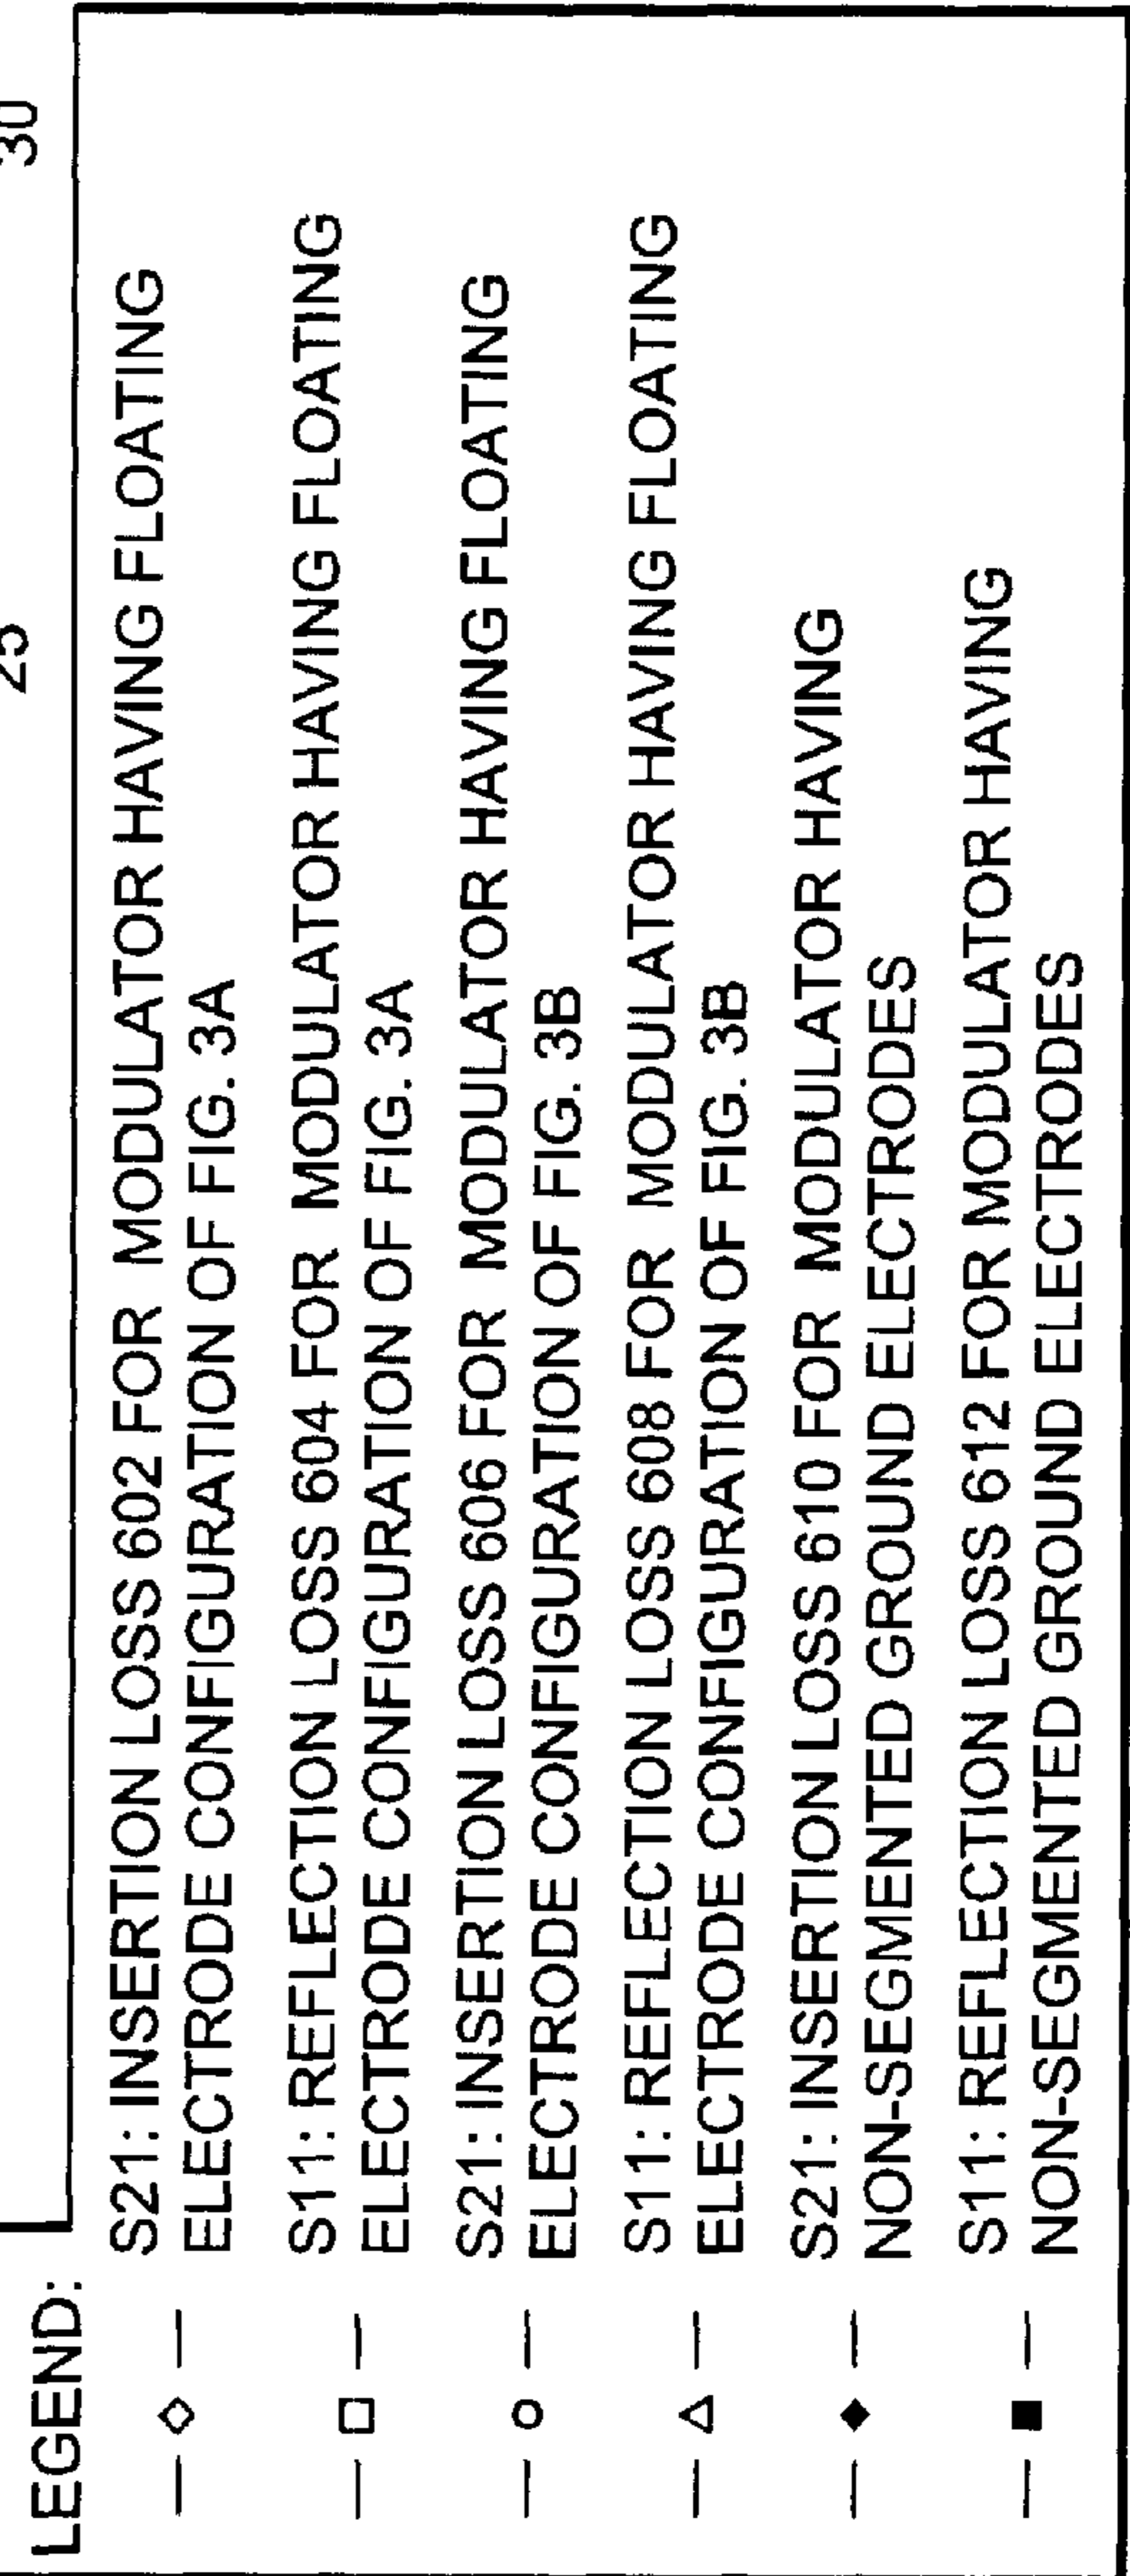 25 30
LEGEND:
S21: INSERTION LOSS 602 FOR MODULATOR HAVING FLOATING
ELECTRODE CONFIGURATION OF FIG. 3A
S11: REFLECTION LOSS 604 FOR MODULATOR HAVING FLOATING
ELECTRODE CONFIGURATION OF FIG. 3A
S21: INSERTION LOSS 606 FOR MODULATOR HAVING FLOATING
ELECTRODE CONFIGURATION OF FIG. 3B
S11: REFLECTION LOSS 608 FOR MODULATOR HAVING FLOATING
ELECTRODE CONFIGURATION OF FIG. 3B
S21: INSERTION LOSS 610 FOR MODULATOR HAVING
NON-SEGMENTED GROUND ELECTRODES
S11: REFLECTION LOSS 612 FOR MODULATOR HAVING
NON-SEGMENTED GROUND ELECTRODES